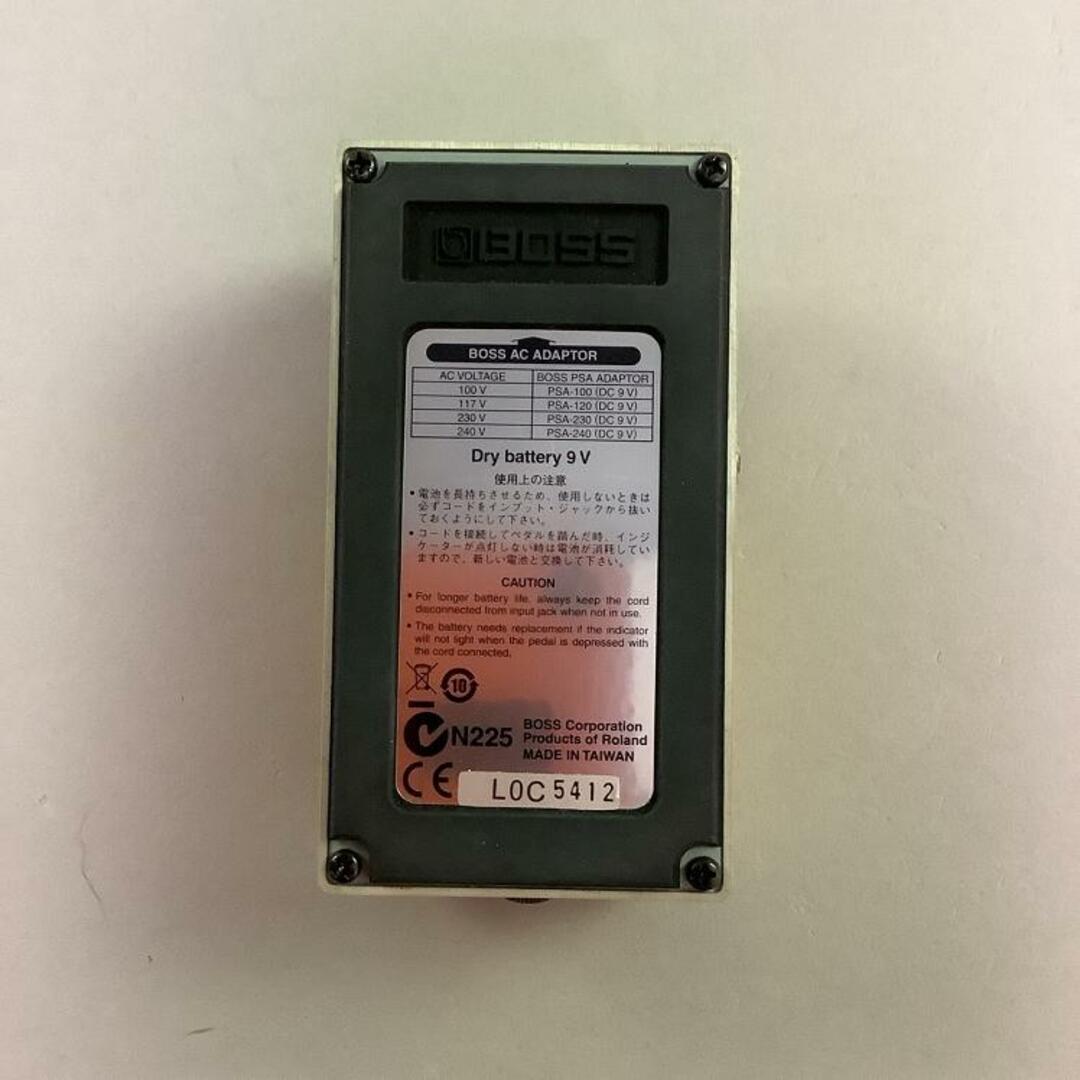 BOSS
BOSS AC ADAPTOR
AC VOLTAGE BOSS PSA ADAPTOR
100 V PSA-100 (DC 9 V)
117 V PSA-120 (DC 9 V)
230 V PSA-230 (DC 9 V)
240 V PSA-240 (DC 9 V)
Dry battery 9 V
使用上の注意
• 電池を長持ちさせるため、使用しないときは
必ずコードをインプット・ジャックから抜い
ておくようにして下さい。
• コードを接続してペダルを踏んだ時、インジ
ケーターが点灯しない時は電池が消耗してい
ますので、新しい電池と交換して下さい。
CAUTION
• For longer battery life, always keep the cord
disconnected from input jack when not in use.
• The battery needs replacement if the indicator
will not light when the pedal is depressed with
the cord connected.
10
N225
BOSS Corporation
Products of Roland
MADE IN TAIWAN
CE
LOC5412